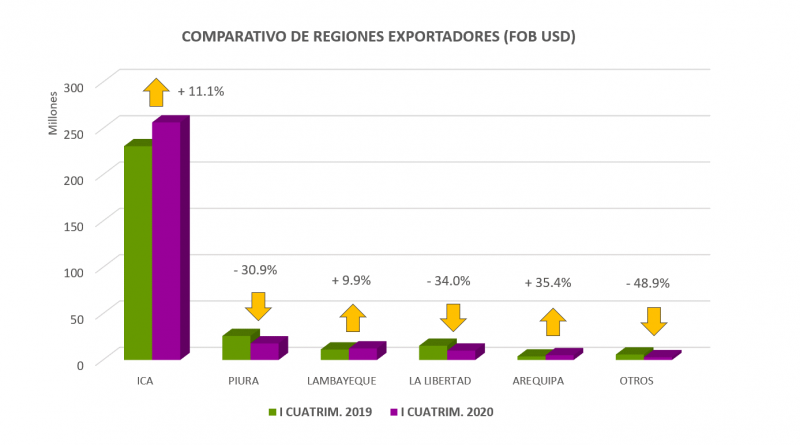 COMPARATIVO DE REGIONES EXPORTADORES (FOB USD)
Millones
300
250
200
150
100
50
0
+ 11.1%
- 30.9%
+ 9.9%
- 34.0%
+ 35.4%
- 48.9%
ICA
PIURA
LAMBAYEQUE
LA LIBERTAD
AREQUIPA
OTROS
I CUATRIM. 2019
I CUATRIM. 2020